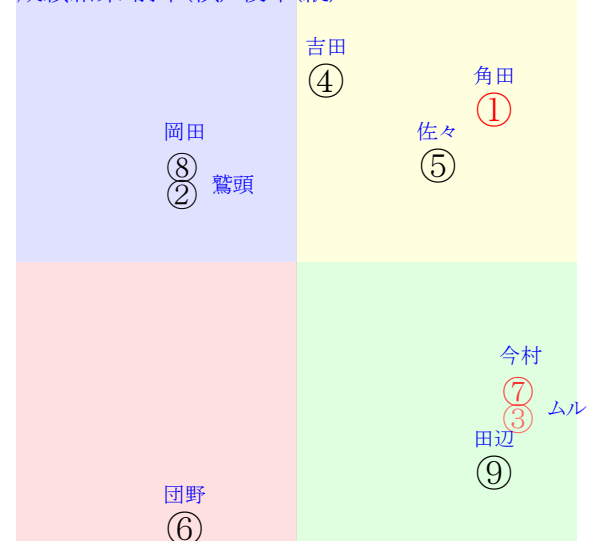 吉田
④
角田
①
岡田
佐々
⑧
⑤
②
鷲頭
今村
⑦
③
ムル
田辺
⑨
団野
⑥